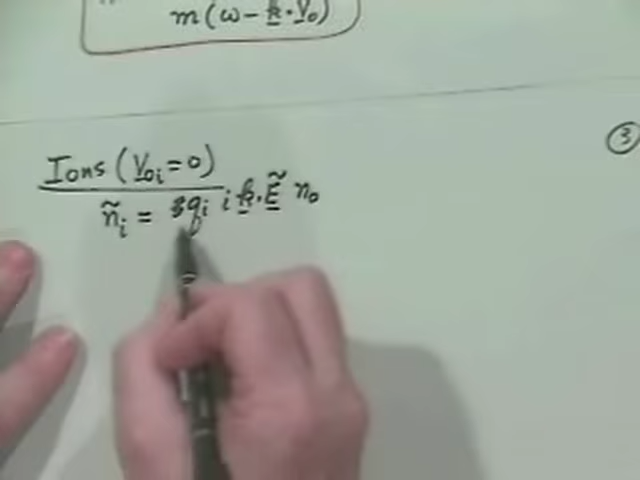 m(ω - k·V₀)
③
Ions (V₀ᵢ = 0)
ñᵢ = qᵢ i k·Ẽ n₀